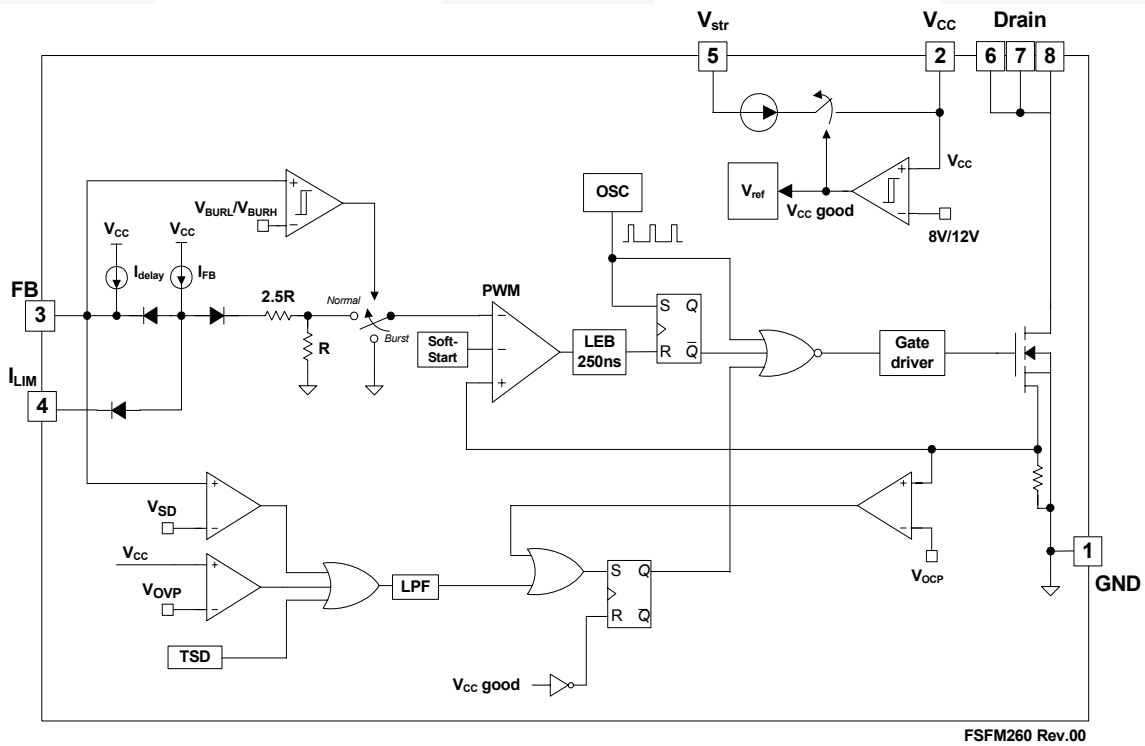 Vstr
VCC
Drain
5
2
6 7 8
VCC
+
−
Vref
VCC good
8V/12V
OSC
+
−
VBURL/VBURH
VCC
VCC
Idelay
IFB
FB
3
2.5R
R
Normal
Burst
PWM
−
−
+
Soft-
Start
LEB
250ns
S Q
R Q̅
Gate
driver
ILIM
4
+
−
VSD
VCC
+
−
VOVP
TSD
LPF
S Q
R Q̅
VCC good
+
−
VOCP
1
GND
FSFM260 Rev.00